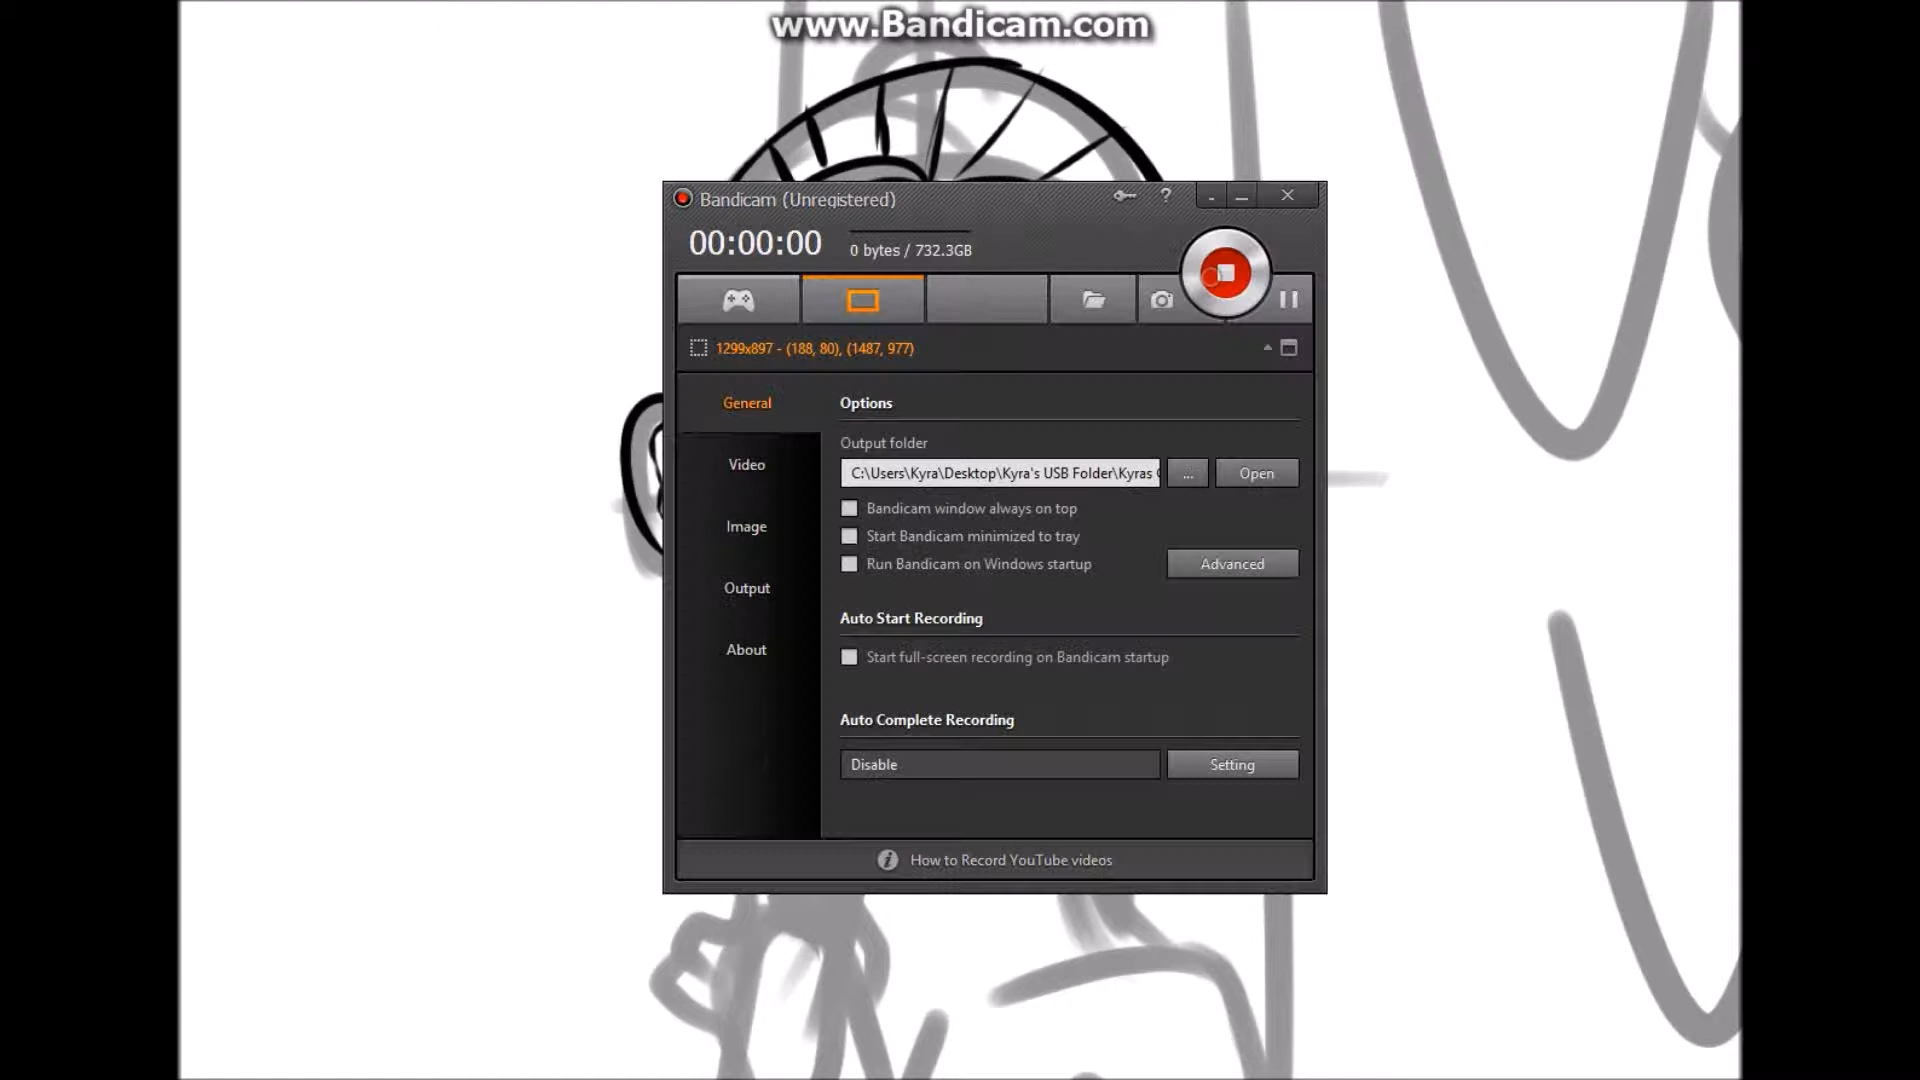 www.Bandicam.com
Bandicam (Unregistered)
?
00:00:00
0 bytes / 732.3GB
1299x897 - (188, 80), (1487, 977)
General
Options
Output folder
C:\Users\Kyra\Desktop\Kyra's USB Folder\Kyras
...
Open
Video
Bandicam window always on top
Image
Start Bandicam minimized to tray
Run Bandicam on Windows startup
Advanced
Output
Auto Start Recording
About
Start full-screen recording on Bandicam startup
Auto Complete Recording
Disable
Setting
How to Record YouTube videos